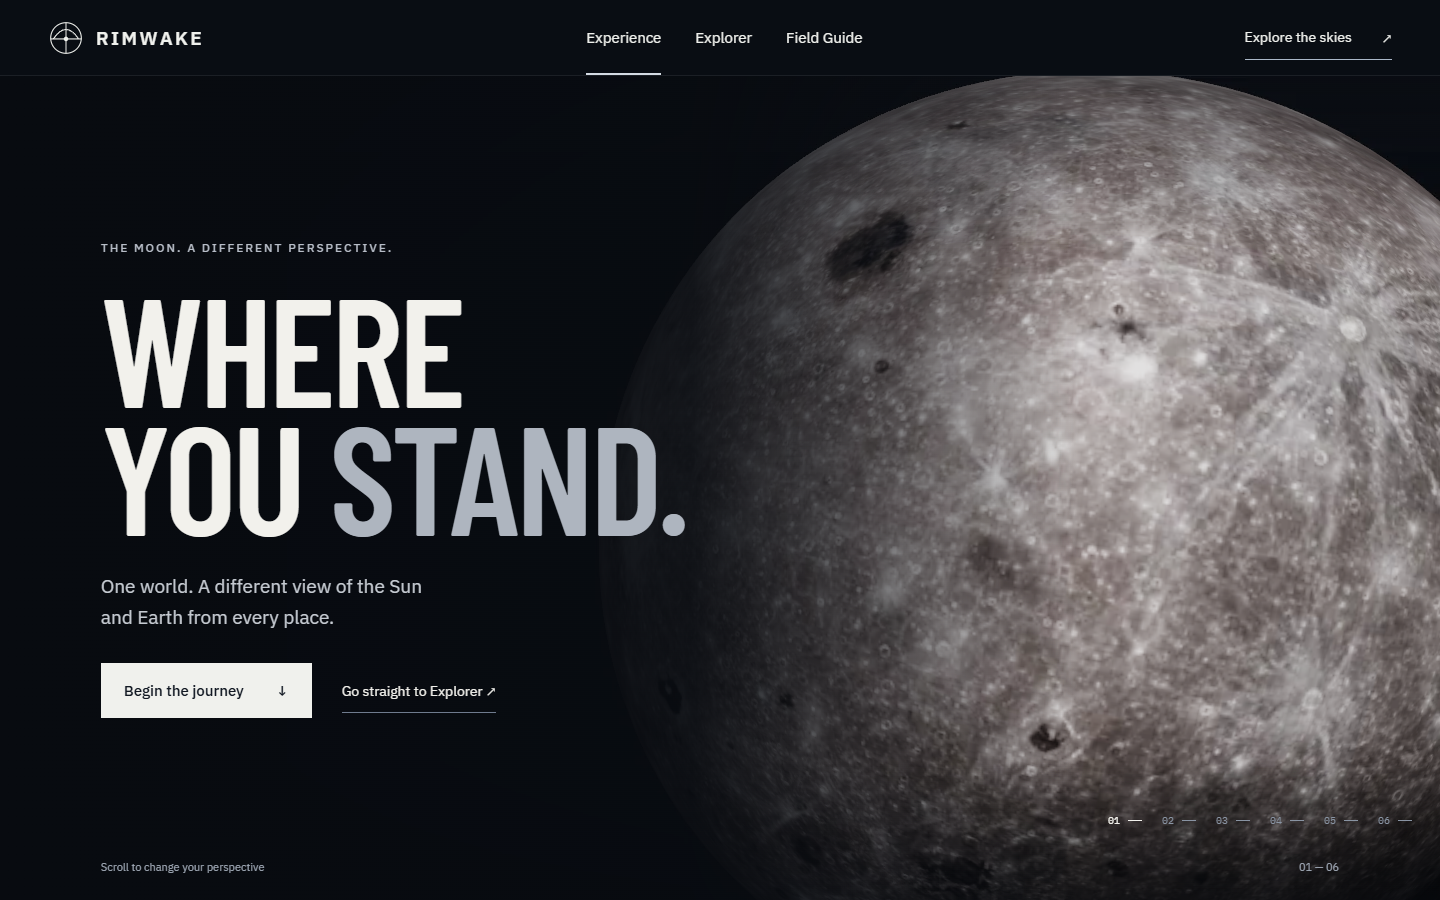 RIMWAKE
Experience
Explorer
Field Guide
Explore the skies ↗
THE MOON. A DIFFERENT PERSPECTIVE.
WHERE
YOU STAND.
One world. A different view of the Sun
and Earth from every place.
Begin the journey ↓
Go straight to Explorer ↗
01 02 03 04 05 06
Scroll to change your perspective
01 — 06